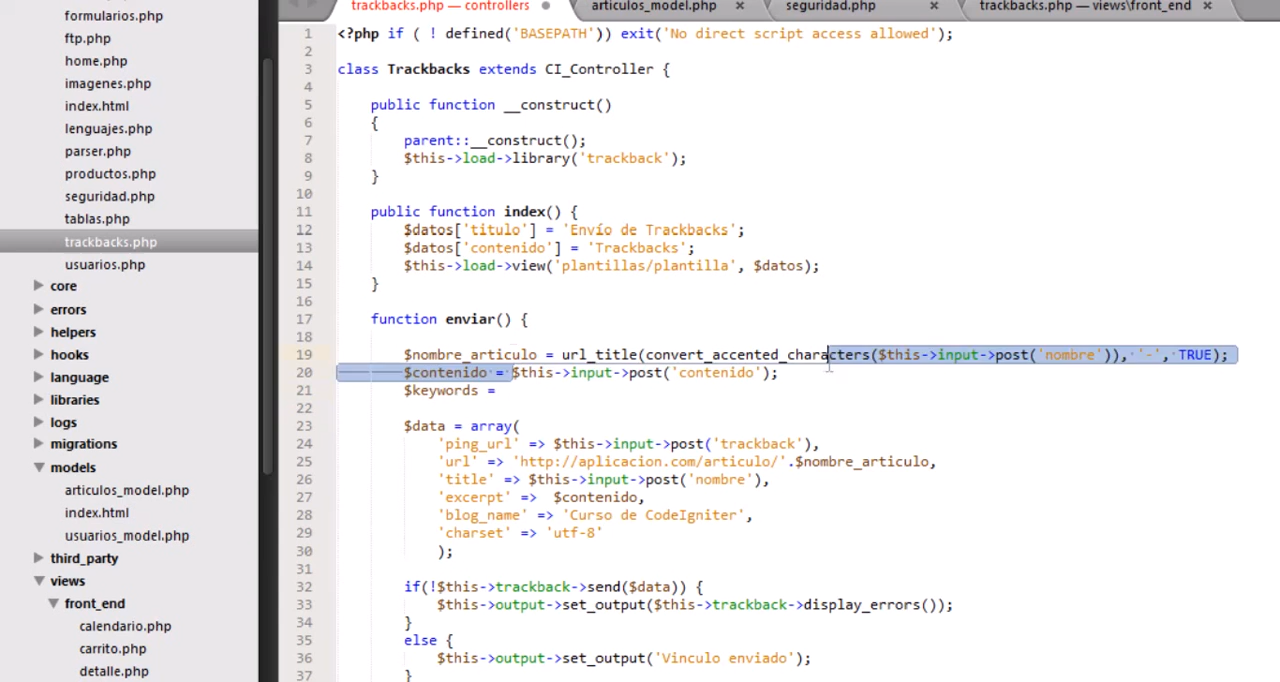 formularios.php
ftp.php
home.php
imagenes.php
index.html
lenguajes.php
parser.php
productos.php
seguridad.php
tablas.php
trackbacks.php
usuarios.php
core
errors
helpers
hooks
language
libraries
logs
migrations
models
articulos_model.php
index.html
usuarios_model.php
third_party
views
front_end
calendario.php
carrito.php
detalle.php
trackbacks.php — controllers
articulos_model.php
seguridad.php
trackbacks.php — views\front_end
1 <?php if ( ! defined('BASEPATH')) exit('No direct script access allowed');
2
3 class Trackbacks extends CI_Controller {
4
5 public function __construct()
6 {
7 parent::__construct();
8 $this->load->library('trackback');
9 }
10
11 public function index() {
12 $datos['titulo'] = 'Envío de Trackbacks';
13 $datos['contenido'] = 'Trackbacks';
14 $this->load->view('plantillas/plantilla', $datos);
15 }
16
17 function enviar() {
18
19 $nombre_articulo = url_title(convert_accented_characters($this->input->post('nombre')), '-', TRUE);
20 $contenido = $this->input->post('contenido');
21 $keywords =
22
23 $data = array(
24 'ping_url' => $this->input->post('trackback'),
25 'url' => 'http://aplicacion.com/articulo/'.$nombre_articulo,
26 'title' => $this->input->post('nombre'),
27 'excerpt' => $contenido,
28 'blog_name' => 'Curso de CodeIgniter',
29 'charset' => 'utf-8'
30 );
31
32 if(!$this->trackback->send($data)) {
33 $this->output->set_output($this->trackback->display_errors());
34 }
35 else {
36 $this->output->set_output('Vinculo enviado');
37 }